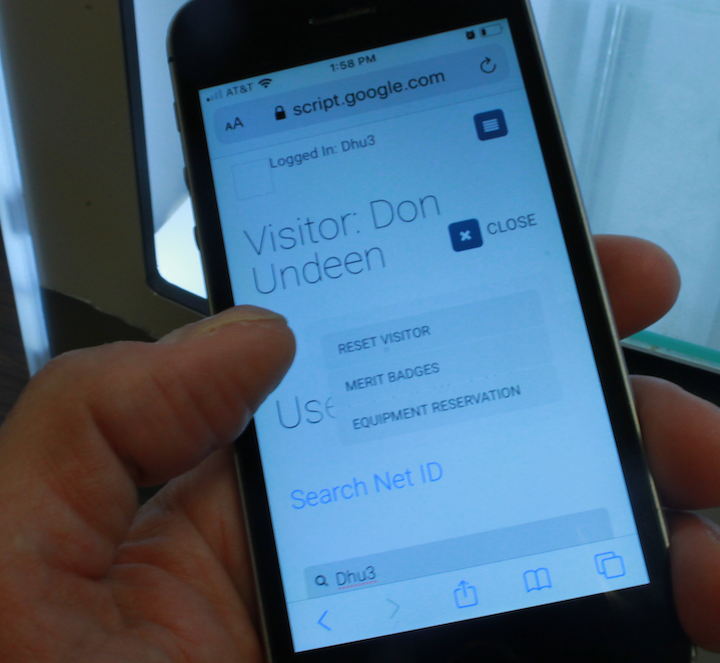 AT&T 1:58 PM
AA script.google.com
Logged In: Dhu3
Visitor: Don
Undeen
CLOSE
RESET VISITOR
MERIT BADGES
Use
EQUIPMENT RESERVATION
Search Net ID
Dhu3